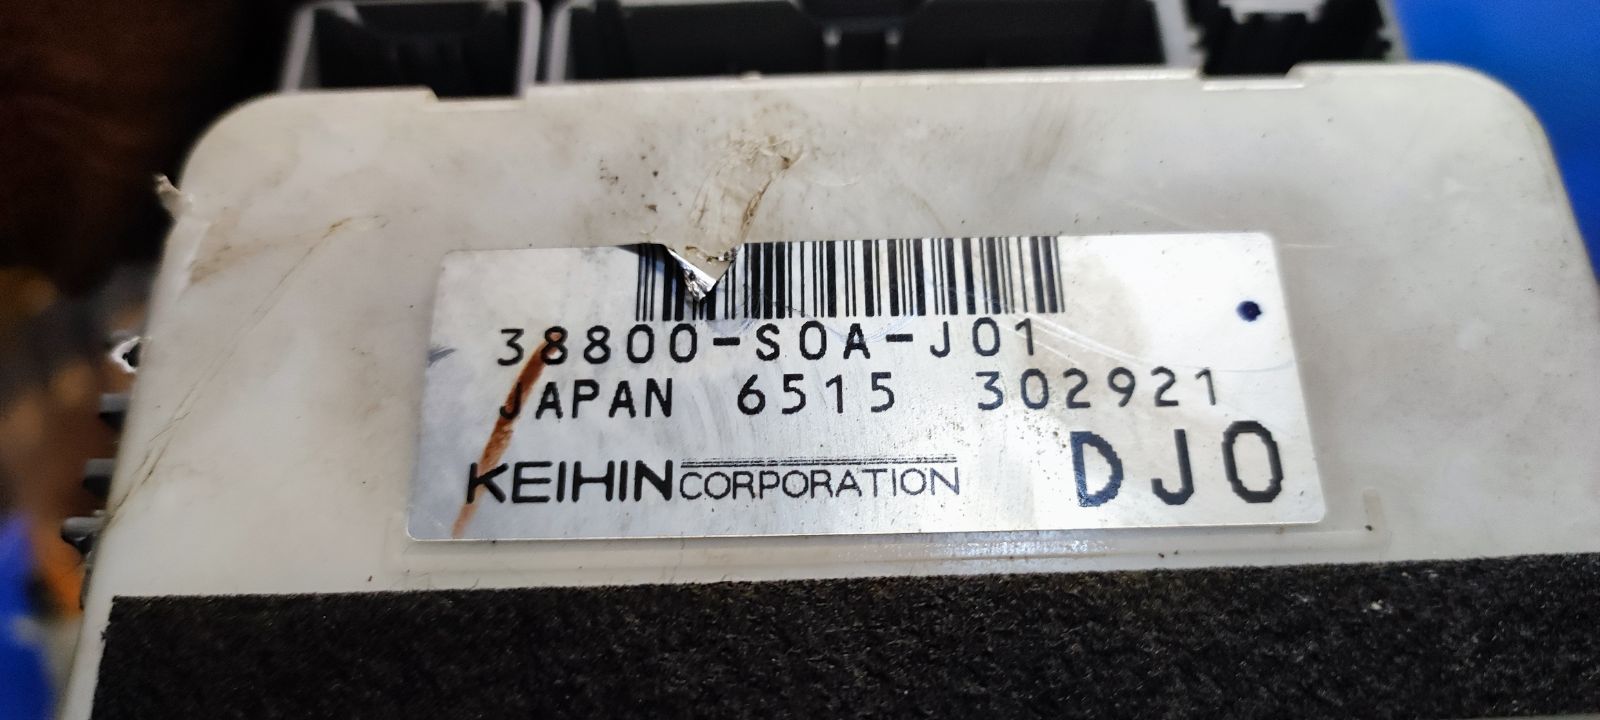 38800-S0A-J01
JAPAN 6515 302921
KEIHIN CORPORATION
DJ0